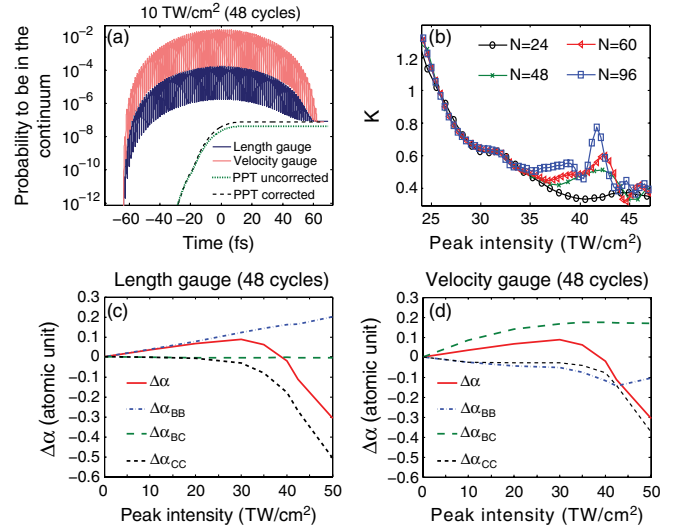 10 TW/cm² (48 cycles)
(a)
Probability to be in the
continuum
10⁻²
10⁻⁴
10⁻⁶
10⁻⁸
10⁻¹⁰
10⁻¹²
Length gauge
Velocity gauge
PPT uncorrected
PPT corrected
−60 −40 −20 0 20 40 60
Time (fs)
(b)
N=24 N=60
N=48 N=96
K
1.2
1
0.8
0.6
0.4
25 30 35 40 45
Peak intensity (TW/cm²)
Length gauge (48 cycles)
(c)
Δα (atomic unit)
0.3
0.2
0.1
0
−0.1
−0.2
−0.3
−0.4
−0.5
−0.6
Δα
Δα_BB
Δα_BC
Δα_CC
0 10 20 30 40 50
Peak intensity (TW/cm²)
Velocity gauge (48 cycles)
(d)
Δα (atomic unit)
0.3
0.2
0.1
0
−0.1
−0.2
−0.3
−0.4
−0.5
−0.6
Δα
Δα_BB
Δα_BC
Δα_CC
0 10 20 30 40 50
Peak intensity (TW/cm²)